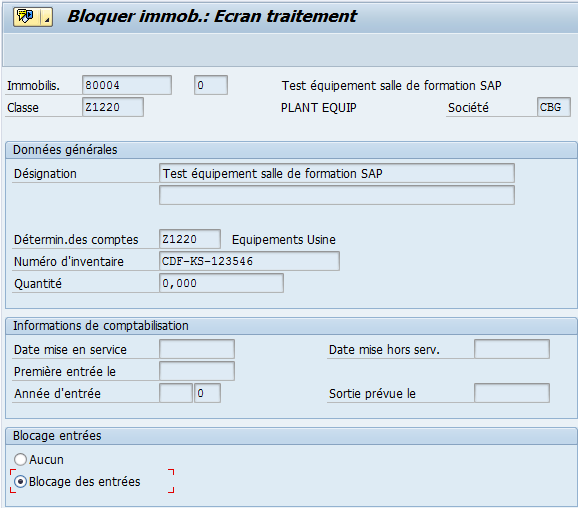 Bloquer immob.: Ecran traitement
Immobilis. 80004 0 Test équipement salle de formation SAP
Classe Z1220 PLANT EQUIP Société CBG
Données générales
Désignation Test équipement salle de formation SAP
Détermin.des comptes Z1220 Equipements Usine
Numéro d'inventaire CDF-KS-123546
Quantité 0,000
Informations de comptabilisation
Date mise en service Date mise hors serv.
Première entrée le
Année d'entrée 0 Sortie prévue le
Blocage entrées
Aucun
Blocage des entrées